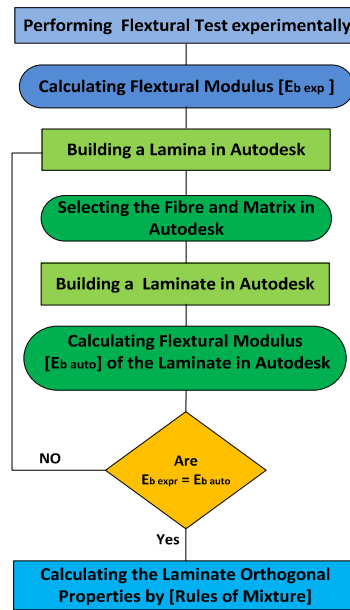 Performing Flextural Test experimentally
Calculating Flextural Modulus [Eb exp ]
Building a Lamina in Autodesk
Selecting the Fibre and Matrix in
Autodesk
Building a Laminate in Autodesk
Calculating Flextural Modulus
[Eb auto] of the Laminate in Autodesk
NO
Are
Eb expr = Eb auto
Yes
Calculating the Laminate Orthogonal
Properties by [Rules of Mixture]